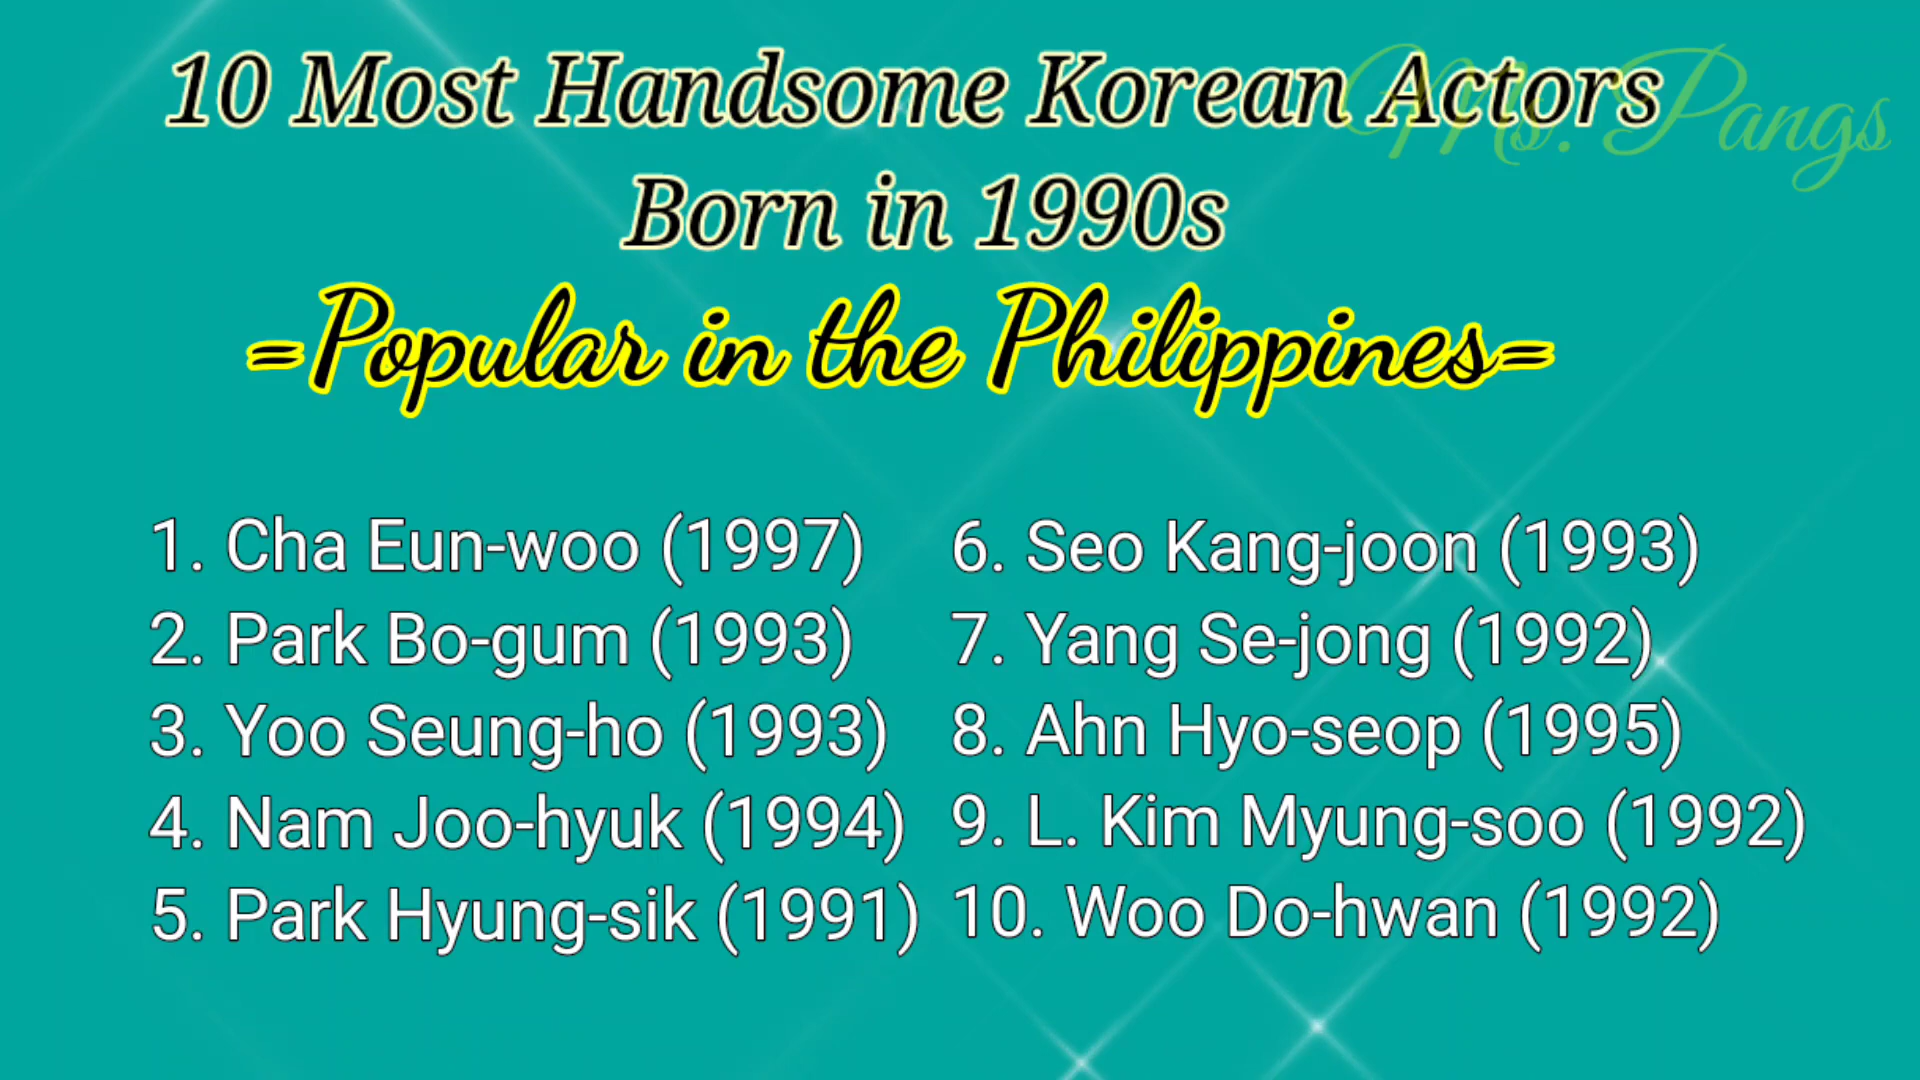 10 Most Handsome Korean Actors
Ms. Pangs
Born in 1990s
=Popular in the Philippines=
1. Cha Eun-woo (1997)
2. Park Bo-gum (1993)
3. Yoo Seung-ho (1993)
4. Nam Joo-hyuk (1994)
5. Park Hyung-sik (1991)
6. Seo Kang-joon (1993)
7. Yang Se-jong (1992)
8. Ahn Hyo-seop (1995)
9. L. Kim Myung-soo (1992)
10. Woo Do-hwan (1992)